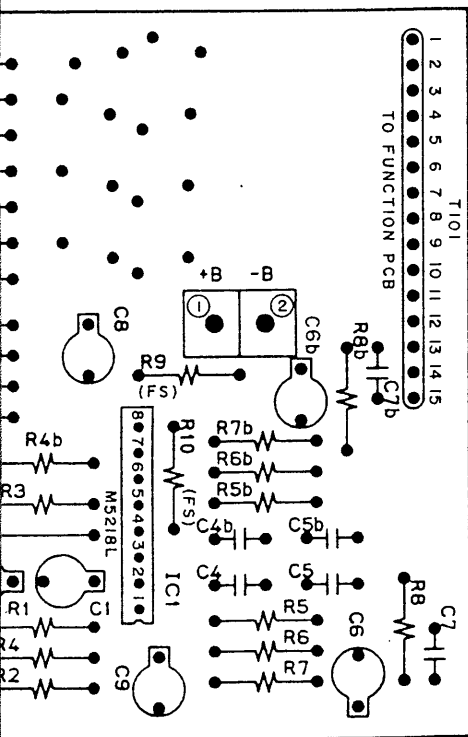 1 2 3 4 5 6 7 8 9 10 11 12 13 14 15
TO FUNCTION PCB
T101
+B -B
1 2
C8
C6b
R8b
C7b
R9
(FS)
R10
(FS)
R4b
R3
8 7 6 5 4 3 2 1
M5218L
IC1
R7b
R6b
R5b
C4b C5b
C4 C5
R1 C1
R4
R2
C9
R5
R6
R7
C6
R8
C7